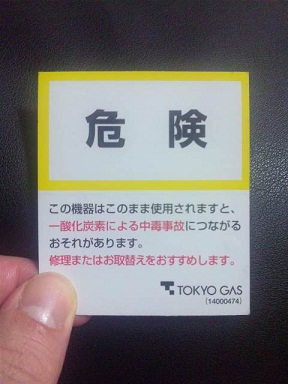 危険
この機器はこのまま使用されますと、
一酸化炭素による中毒事故につながる
おそれがあります。
修理またはお取替えをおすすめします。
TOKYO GAS
(14000474)